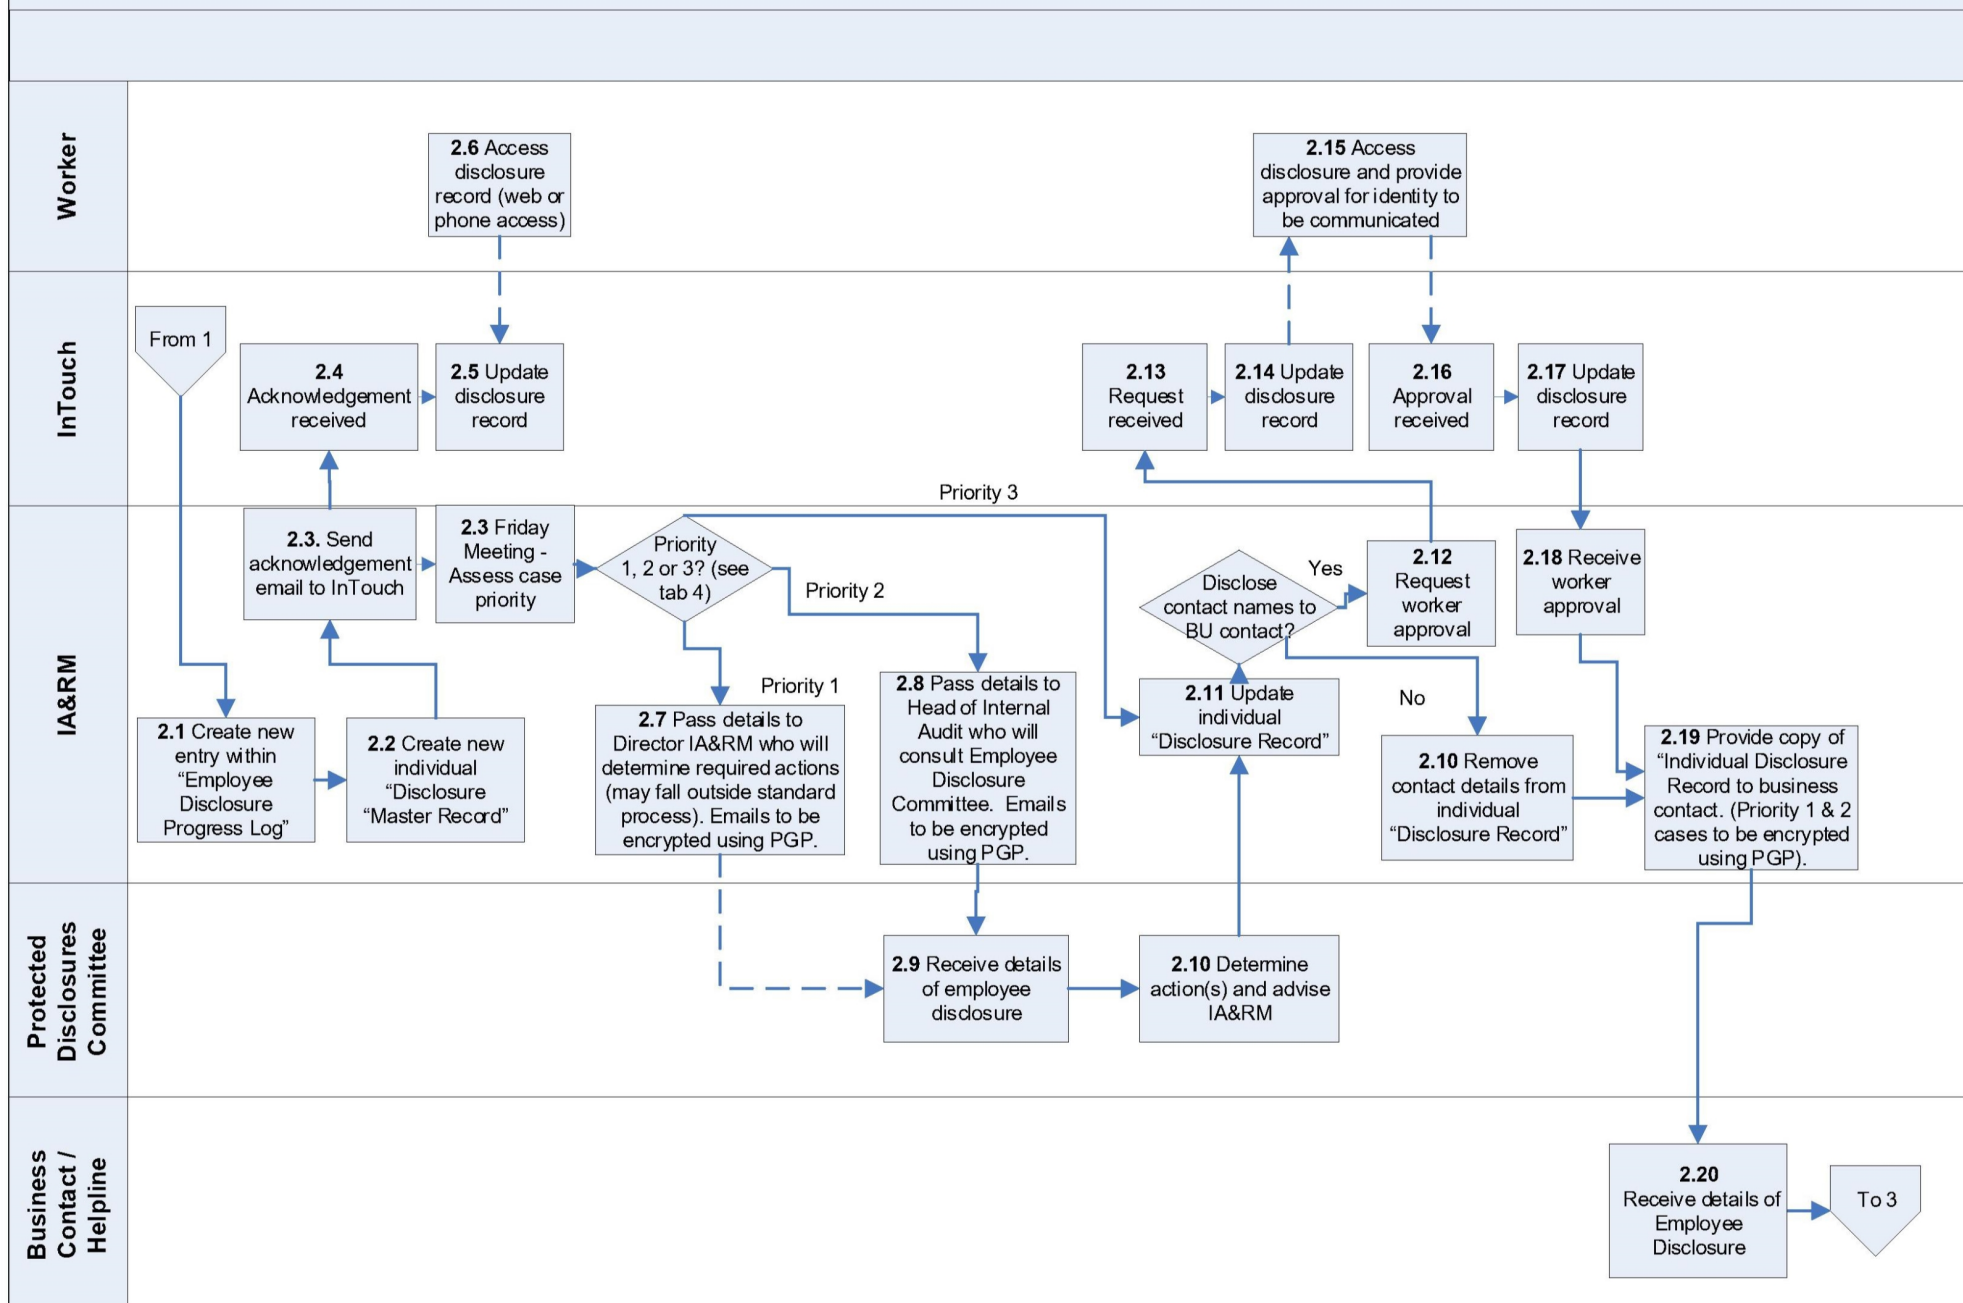 Worker
2.6 Access
disclosure
record (web or
phone access)
2.15 Access
disclosure and provide
approval for identity to
be communicated
InTouch
From 1
2.4
Acknowledgement
received
2.5 Update
disclosure
record
2.13
Request
received
2.14 Update
disclosure
record
2.16
Approval
received
2.17 Update
disclosure
record
IA&RM
2.3. Send
acknowledgement
email to InTouch
2.3 Friday
Meeting -
Assess case
priority
Priority
1, 2 or 3? (see
tab 4)
Priority 3
Priority 2
Priority 1
Disclose
contact names to
BU contact?
Yes
No
2.12
Request
worker
approval
2.18 Receive
worker
approval
2.1 Create new
entry within
“Employee
Disclosure
Progress Log”
2.2 Create new
individual
“Disclosure
“Master Record”
2.7 Pass details to
Director IA&RM who will
determine required actions
(may fall outside standard
process). Emails to be
encrypted using PGP.
2.8 Pass details to
Head of Internal
Audit who will
consult Employee
Disclosure
Committee. Emails
to be encrypted
using PGP.
2.11 Update
individual
“Disclosure Record”
2.10 Remove
contact details from
individual
“Disclosure Record”
2.19 Provide copy of
“Individual Disclosure
Record to business
contact. (Priority 1 & 2
cases to be encrypted
using PGP).
Protected
Disclosures
Committee
2.9 Receive details
of employee
disclosure
2.10 Determine
action(s) and advise
IA&RM
Business
Contact /
Helpline
2.20
Receive details of
Employee
Disclosure
To 3